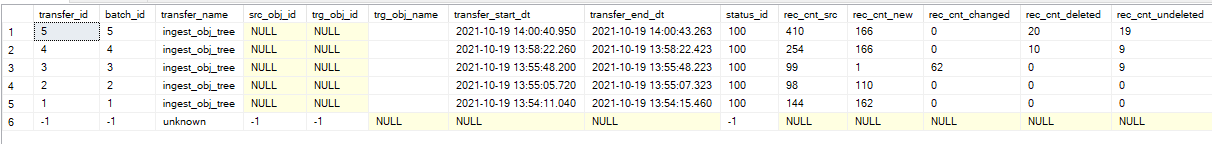 transfer_id batch_id transfer_name src_obj_id trg_obj_id trg_obj_name transfer_start_dt transfer_end_dt status_id rec_cnt_src rec_cnt_new rec_cnt_changed rec_cnt_deleted rec_cnt_undeleted
1 5 5 ingest_obj_tree NULL NULL 2021-10-19 14:00:40.950 2021-10-19 14:00:43.263 100 410 166 0 20 19
2 4 4 ingest_obj_tree NULL NULL 2021-10-19 13:58:22.260 2021-10-19 13:58:22.423 100 254 166 0 10 9
3 3 3 ingest_obj_tree NULL NULL 2021-10-19 13:55:48.200 2021-10-19 13:55:48.223 100 99 1 62 0 9
4 2 2 ingest_obj_tree NULL NULL 2021-10-19 13:55:05.720 2021-10-19 13:55:07.323 100 98 110 0 0 0
5 1 1 ingest_obj_tree NULL NULL 2021-10-19 13:54:11.040 2021-10-19 13:54:15.460 100 144 162 0 0 0
6 -1 -1 unknown -1 -1 NULL NULL NULL -1 NULL NULL NULL NULL NULL